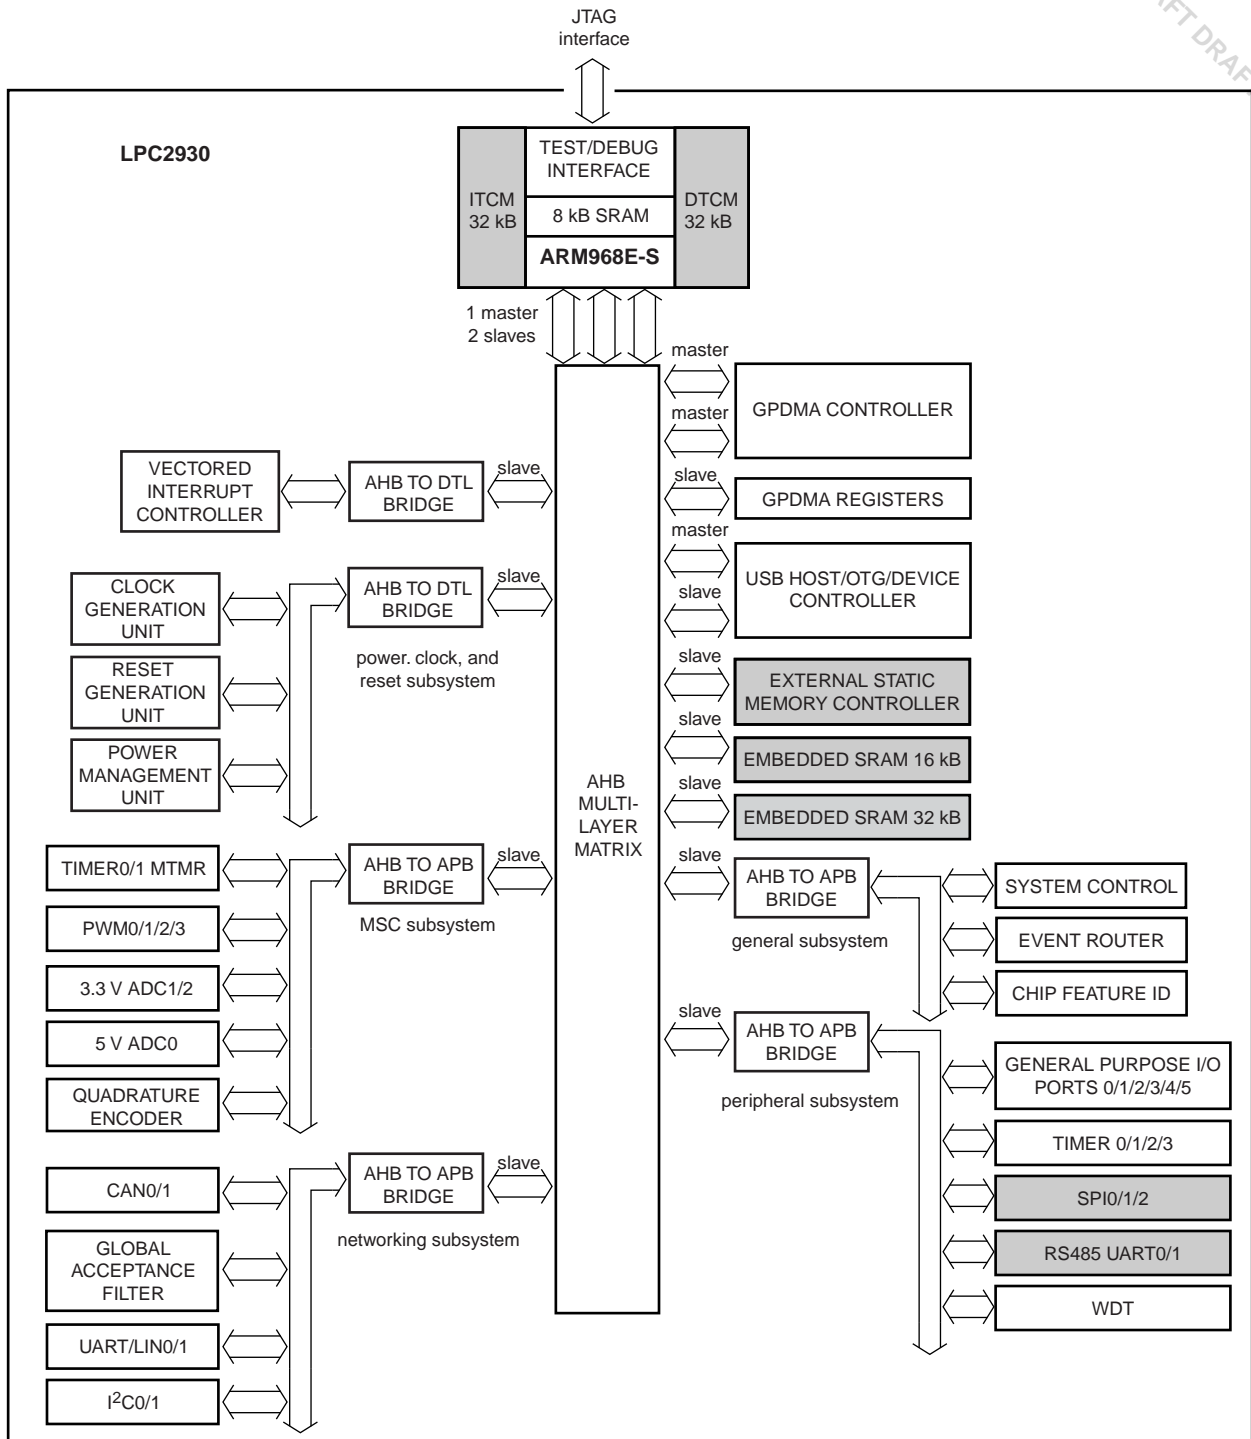 JTAG
interface
DRAFT DRAF
LPC2930
TEST/DEBUG
INTERFACE
ITCM
32 kB
8 kB SRAM
DTCM
32 kB
ARM968E-S
1 master
2 slaves
master
GPDMA CONTROLLER
master
VECTORED
INTERRUPT
CONTROLLER
AHB TO DTL
BRIDGE
slave
slave
GPDMA REGISTERS
master
USB HOST/OTG/DEVICE
CONTROLLER
slave
CLOCK
GENERATION
UNIT
AHB TO DTL
BRIDGE
slave
power. clock, and
reset subsystem
RESET
GENERATION
UNIT
slave
EXTERNAL STATIC
MEMORY CONTROLLER
POWER
MANAGEMENT
UNIT
slave
EMBEDDED SRAM 16 kB
AHB
MULTI-
LAYER
MATRIX
slave
EMBEDDED SRAM 32 kB
TIMER0/1 MTMR
AHB TO APB
BRIDGE
slave
MSC subsystem
slave
AHB TO APB
BRIDGE
general subsystem
SYSTEM CONTROL
PWM0/1/2/3
EVENT ROUTER
3.3 V ADC1/2
CHIP FEATURE ID
5 V ADC0
slave
AHB TO APB
BRIDGE
peripheral subsystem
GENERAL PURPOSE I/O
PORTS 0/1/2/3/4/5
QUADRATURE
ENCODER
TIMER 0/1/2/3
CAN0/1
AHB TO APB
BRIDGE
slave
networking subsystem
SPI0/1/2
GLOBAL
ACCEPTANCE
FILTER
RS485 UART0/1
WDT
UART/LIN0/1
I2C0/1